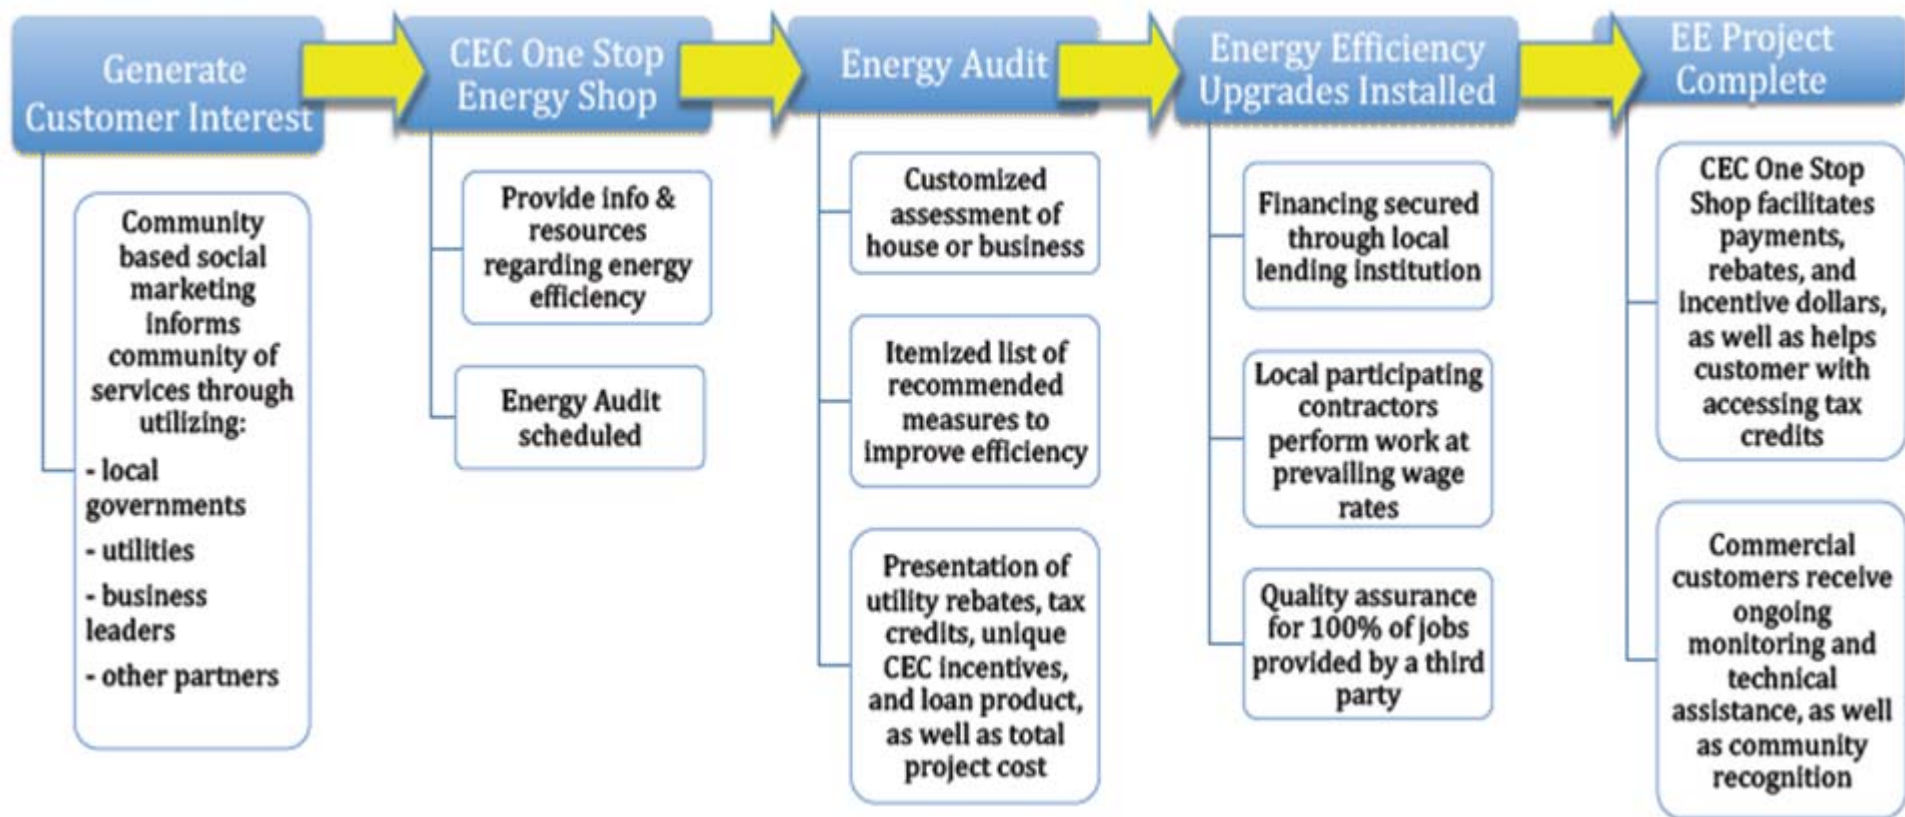 Generate
Customer Interest
Community
based social
marketing
informs
community of
services through
utilizing:
- local
governments
- utilities
- business
leaders
- other partners
CEC One Stop
Energy Shop
Provide info &
resources
regarding energy
efficiency
Energy Audit
scheduled
Energy Audit
Customized
assessment of
house or business
Itemized list of
recommended
measures to
improve efficiency
Presentation of
utility rebates, tax
credits, unique
CEC incentives,
and loan product,
as well as total
project cost
Energy Efficiency
Upgrades Installed
Financing secured
through local
lending institution
Local participating
contractors
perform work at
prevailing wage
rates
Quality assurance
for 100% of jobs
provided by a third
party
EE Project
Complete
CEC One Stop
Shop facilitates
payments,
rebates, and
incentive dollars,
as well as helps
customer with
accessing tax
credits
Commercial
customers receive
ongoing
monitoring and
technical
assistance, as well
as community
recognition